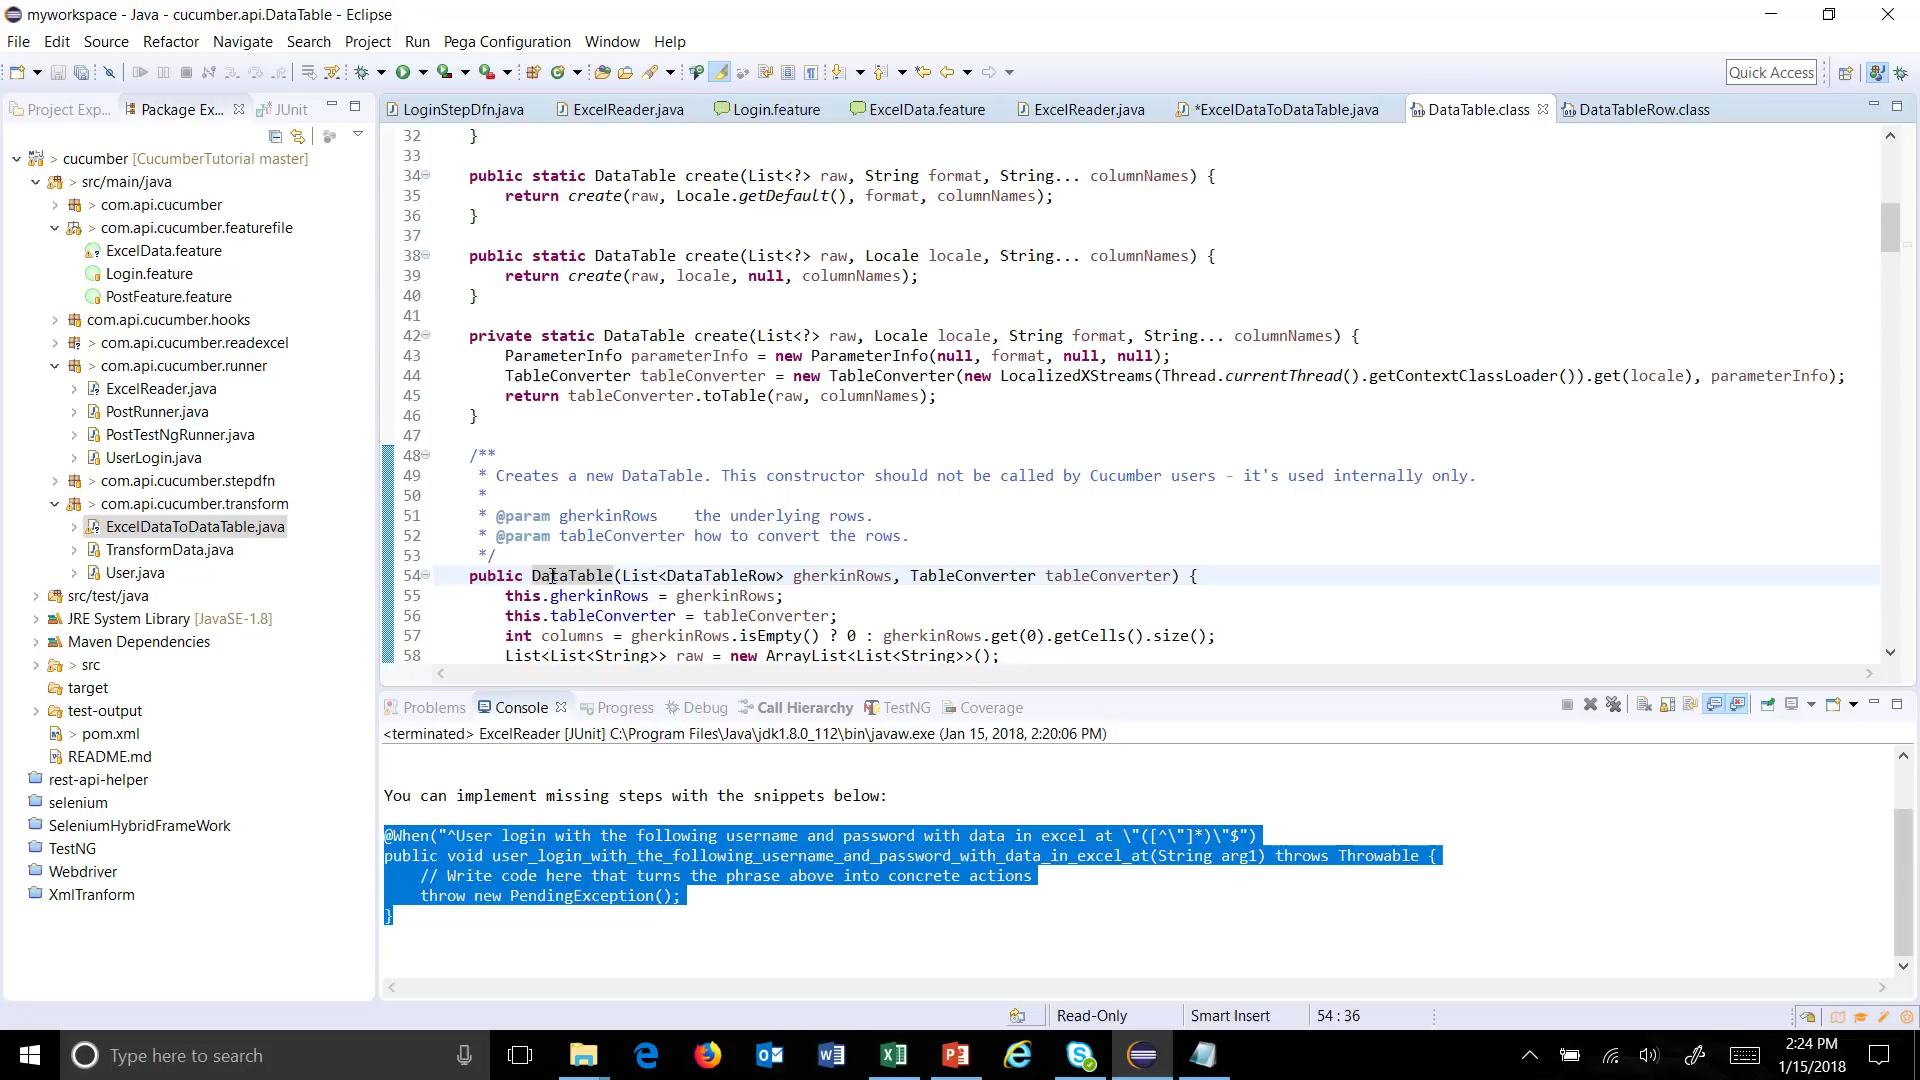 myworkspace - Java - cucumber.api.DataTable - Eclipse
File Edit Source Refactor Navigate Search Project Run Pega Configuration Window Help
Quick Access
Project Exp... Package Ex... JUnit
LoginStepDfn.java ExcelReader.java Login.feature ExcelData.feature ExcelReader.java *ExcelDataToDataTable.java DataTable.class DataTableRow.class
> cucumber [CucumberTutorial master]
> src/main/java
> com.api.cucumber
> com.api.cucumber.featurefile
ExcelData.feature
Login.feature
PostFeature.feature
> com.api.cucumber.hooks
> com.api.cucumber.readexcel
> com.api.cucumber.runner
ExcelReader.java
PostRunner.java
PostTestNgRunner.java
UserLogin.java
> com.api.cucumber.stepdfn
> com.api.cucumber.transform
ExcelDataToDataTable.java
TransformData.java
User.java
> src/test/java
JRE System Library [JavaSE-1.8]
Maven Dependencies
> src
target
test-output
> pom.xml
README.md
rest-api-helper
selenium
SeleniumHybridFrameWork
TestNG
Webdriver
XmlTranform
32 }
33
34 public static DataTable create(List<?> raw, String format, String... columnNames) {
35 return create(raw, Locale.getDefault(), format, columnNames);
36 }
37
38 public static DataTable create(List<?> raw, Locale locale, String... columnNames) {
39 return create(raw, locale, null, columnNames);
40 }
41
42 private static DataTable create(List<?> raw, Locale locale, String format, String... columnNames) {
43 ParameterInfo parameterInfo = new ParameterInfo(null, format, null, null);
44 TableConverter tableConverter = new TableConverter(new LocalizedXStreams(Thread.currentThread().getContextClassLoader()).get(locale), parameterInfo);
45 return tableConverter.toTable(raw, columnNames);
46 }
47
48 /**
49 * Creates a new DataTable. This constructor should not be called by Cucumber users - it's used internally only.
50 *
51 * @param gherkinRows the underlying rows.
52 * @param tableConverter how to convert the rows.
53 */
54 public DataTable(List<DataTableRow> gherkinRows, TableConverter tableConverter) {
55 this.gherkinRows = gherkinRows;
56 this.tableConverter = tableConverter;
57 int columns = gherkinRows.isEmpty() ? 0 : gherkinRows.get(0).getCells().size();
58 List<List<String>> raw = new ArrayList<List<String>>();
Problems Console Progress Debug Call Hierarchy TestNG Coverage
<terminated> ExcelReader [JUnit] C:\Program Files\Java\jdk1.8.0_112\bin\javaw.exe (Jan 15, 2018, 2:20:06 PM)
You can implement missing steps with the snippets below:
@When("^User login with the following username and password with data in excel at \"([^\"]*)\"$")
public void user_login_with_the_following_username_and_password_with_data_in_excel_at(String arg1) throws Throwable {
// Write code here that turns the phrase above into concrete actions
throw new PendingException();
}
Read-Only Smart Insert 54 : 36
Type here to search
2:24 PM
1/15/2018